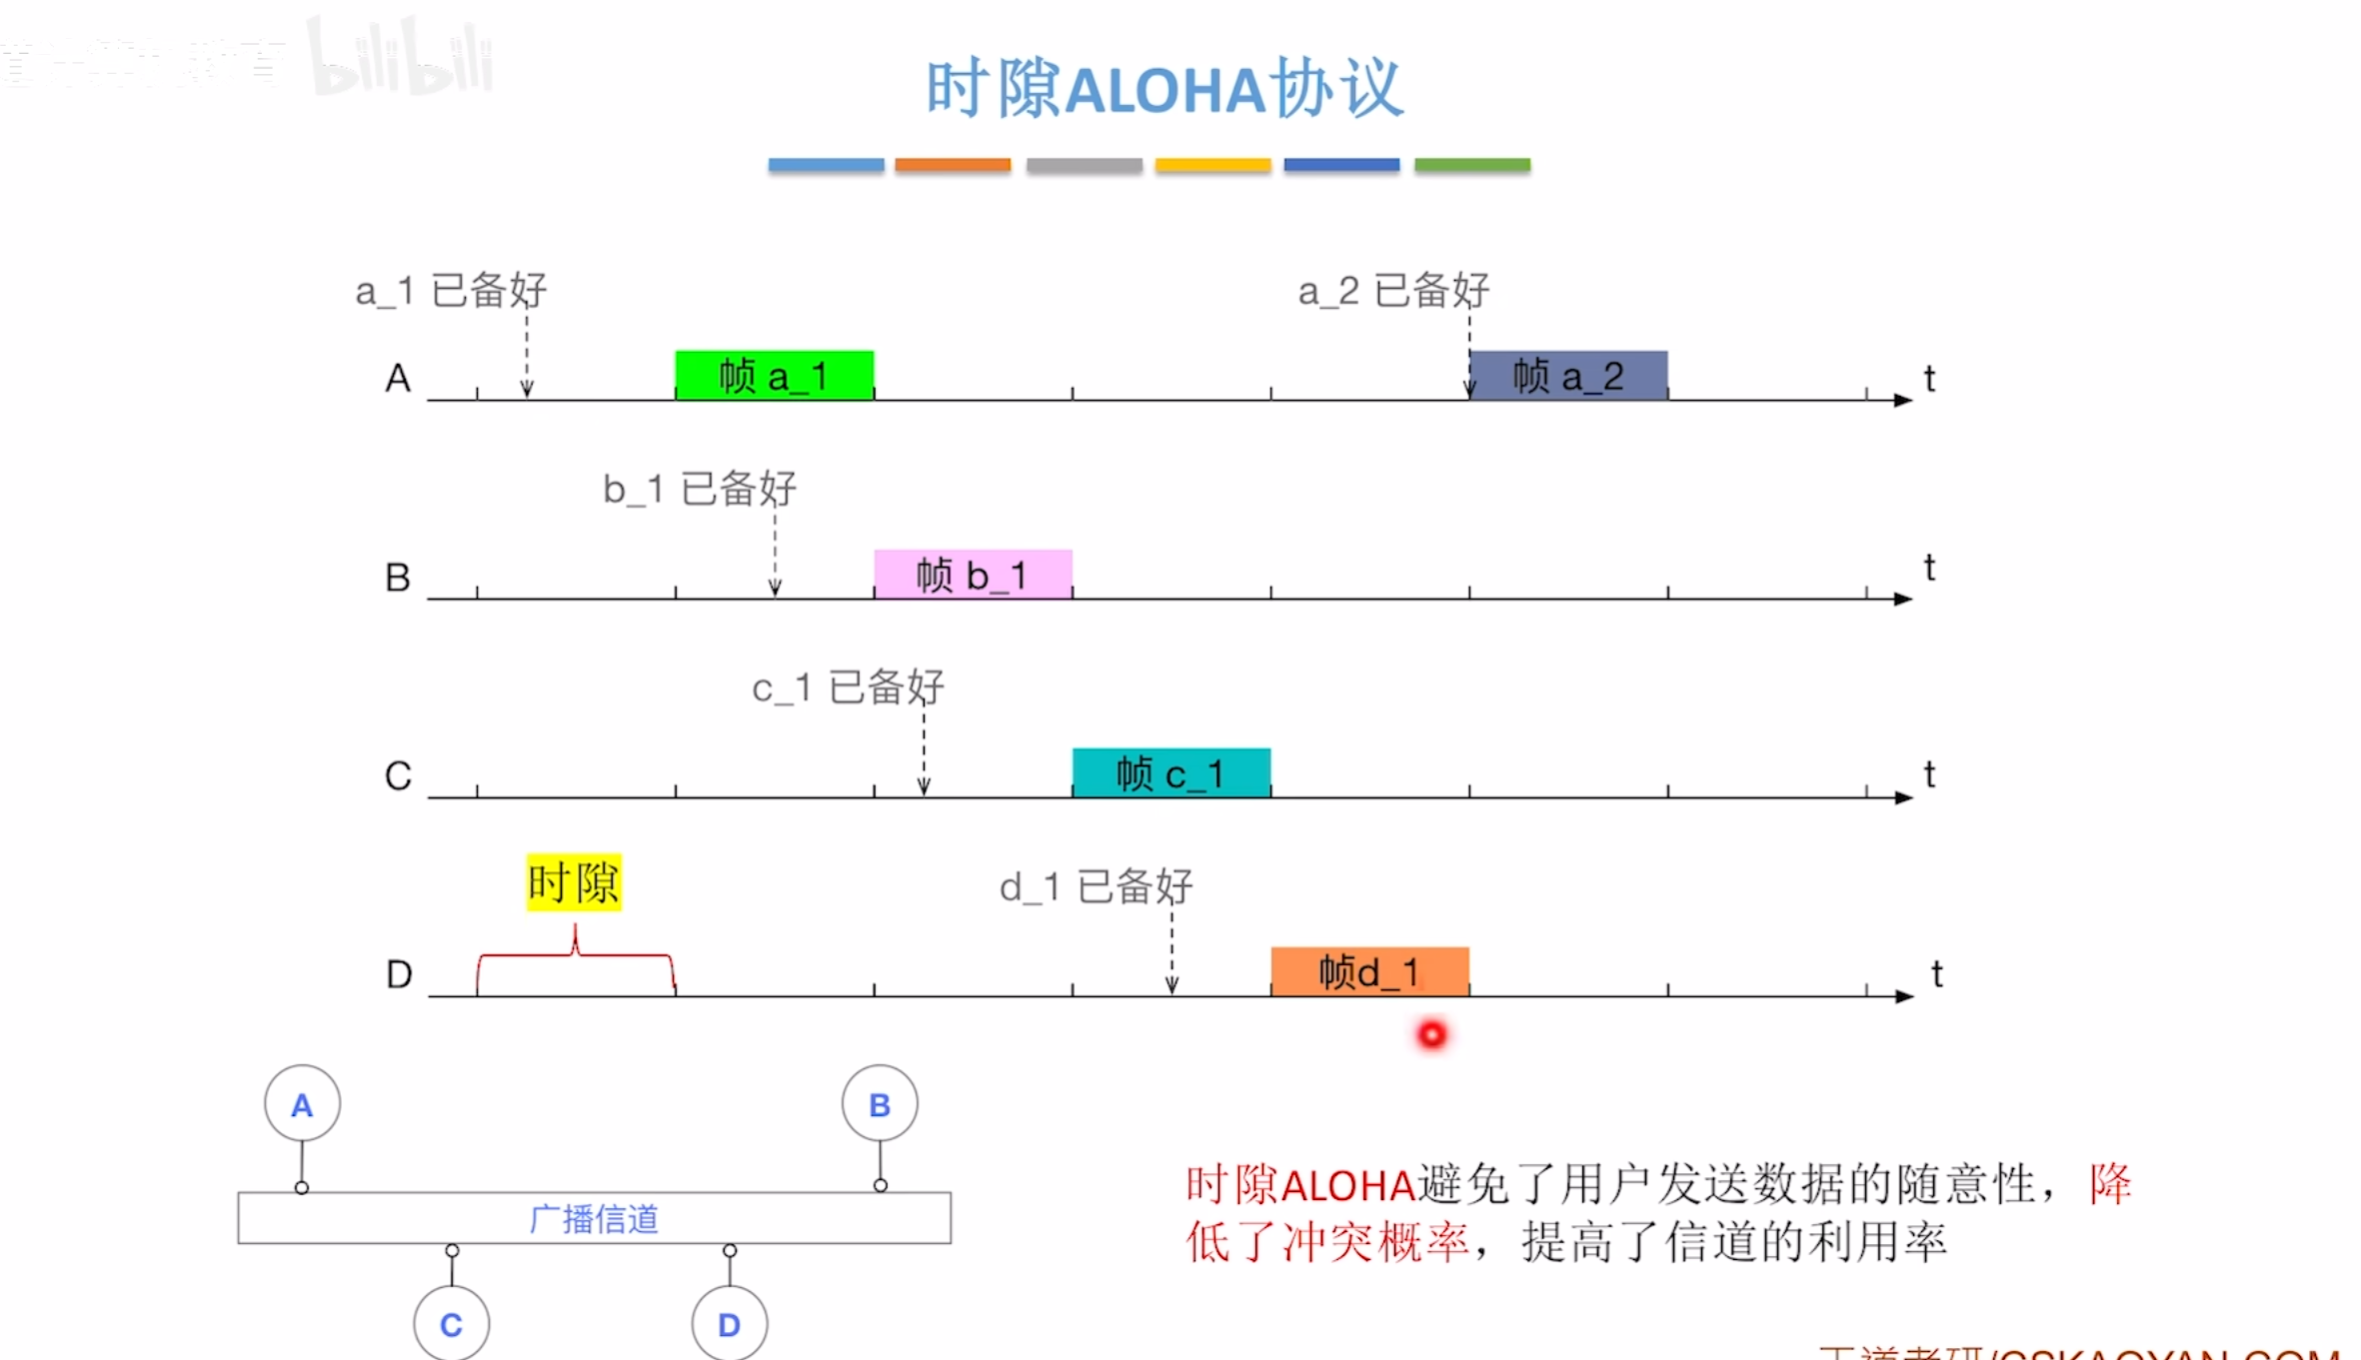 bilibili
时隙ALOHA协议
a_1 已备好
a_2 已备好
A
帧 a_1
帧 a_2
t
b_1 已备好
B
帧 b_1
t
c_1 已备好
C
帧 c_1
t
时隙
d_1 已备好
D
帧d_1
t
A
B
广播信道
C
D
时隙ALOHA避免了用户发送数据的随意性，降
低了冲突概率，提高了信道的利用率
王道考研/CSKAOYAN.COM